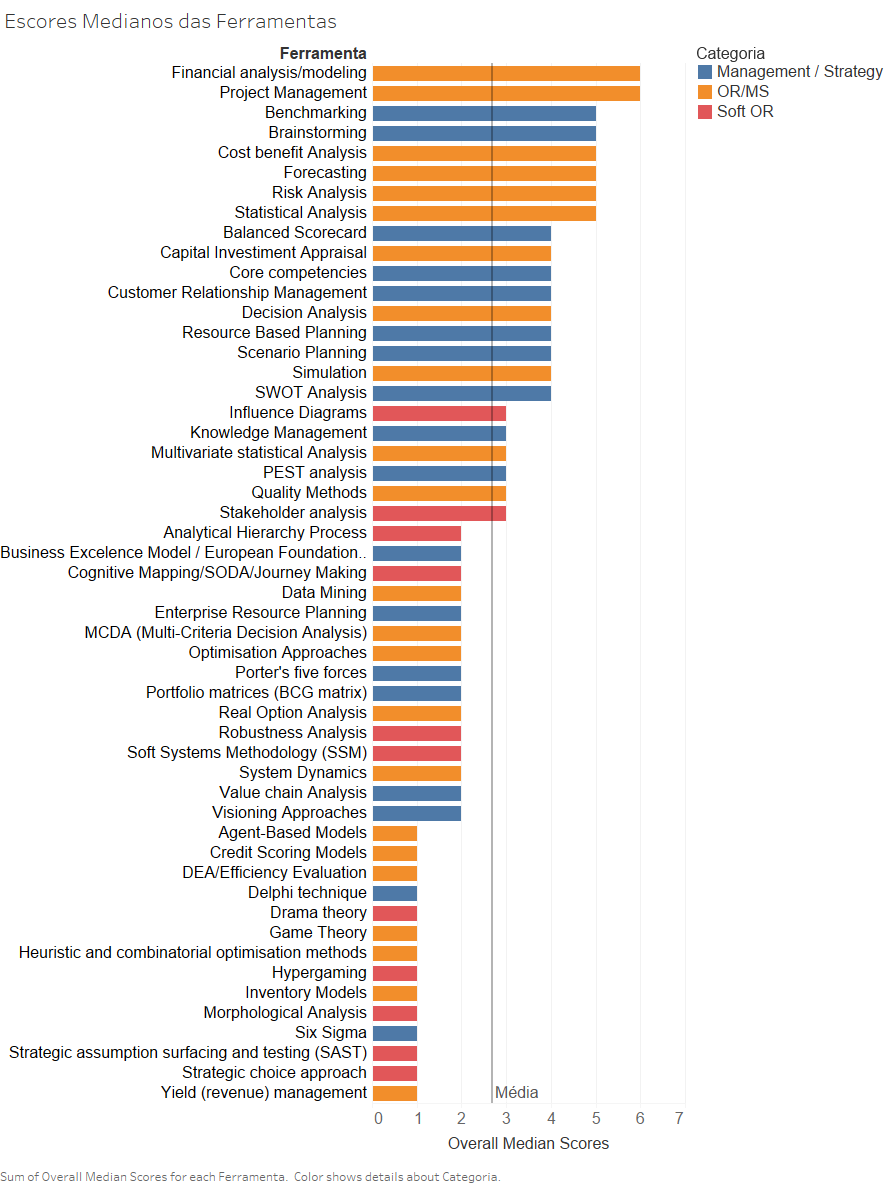 Escores Medianos das Ferramentas
Ferramenta
Categoria
Financial analysis/modeling
Management / Strategy
Project Management
OR/MS
Benchmarking
Soft OR
Brainstorming
Cost benefit Analysis
Forecasting
Risk Analysis
Statistical Analysis
Balanced Scorecard
Capital Investiment Appraisal
Core competencies
Customer Relationship Management
Decision Analysis
Resource Based Planning
Scenario Planning
Simulation
SWOT Analysis
Influence Diagrams
Knowledge Management
Multivariate statistical Analysis
PEST analysis
Quality Methods
Stakeholder analysis
Analytical Hierarchy Process
Business Excelence Model / European Foundation..
Cognitive Mapping/SODA/Journey Making
Data Mining
Enterprise Resource Planning
MCDA (Multi-Criteria Decision Analysis)
Optimisation Approaches
Porter's five forces
Portfolio matrices (BCG matrix)
Real Option Analysis
Robustness Analysis
Soft Systems Methodology (SSM)
System Dynamics
Value chain Analysis
Visioning Approaches
Agent-Based Models
Credit Scoring Models
DEA/Efficiency Evaluation
Delphi technique
Drama theory
Game Theory
Heuristic and combinatorial optimisation methods
Hypergaming
Inventory Models
Morphological Analysis
Six Sigma
Strategic assumption surfacing and testing (SAST)
Strategic choice approach
Yield (revenue) management
Média
0 1 2 3 4 5 6 7
Overall Median Scores
Sum of Overall Median Scores for each Ferramenta. Color shows details about Categoria.